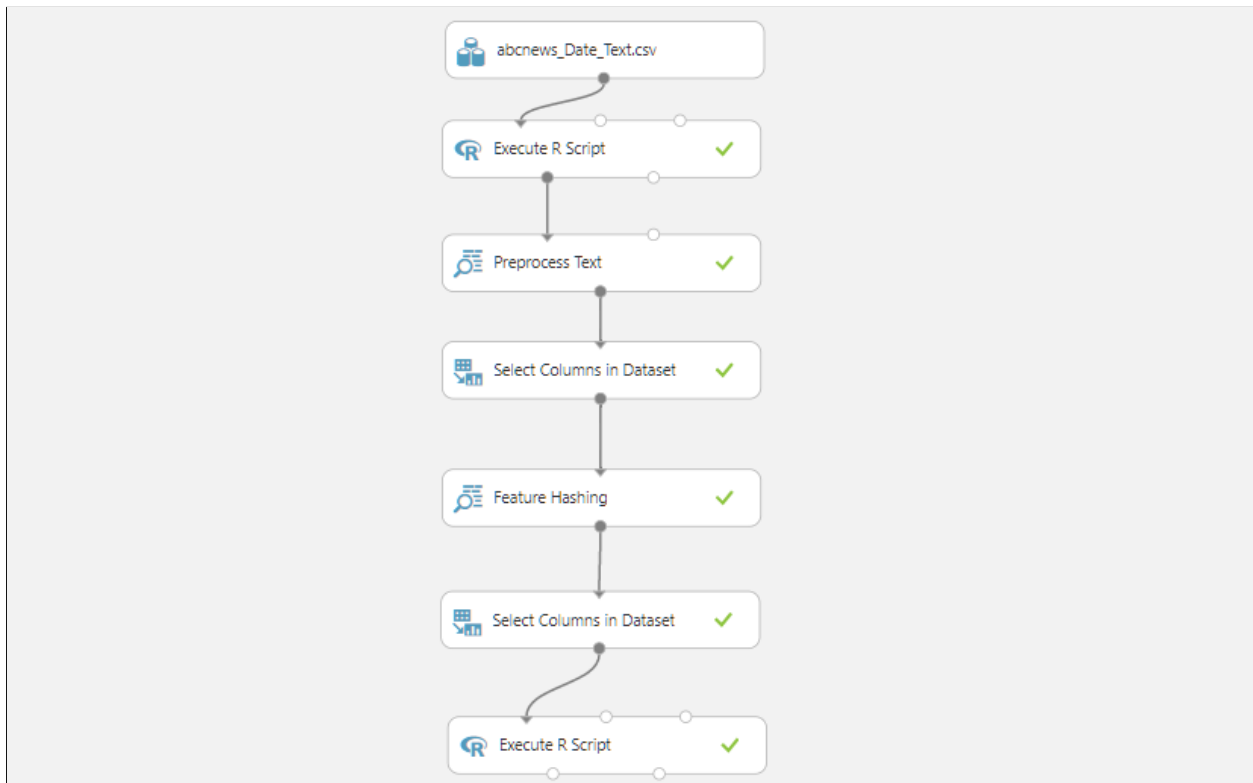 abcnews_Date_Text.csv
Execute R Script
Preprocess Text
Select Columns in Dataset
Feature Hashing
Select Columns in Dataset
Execute R Script